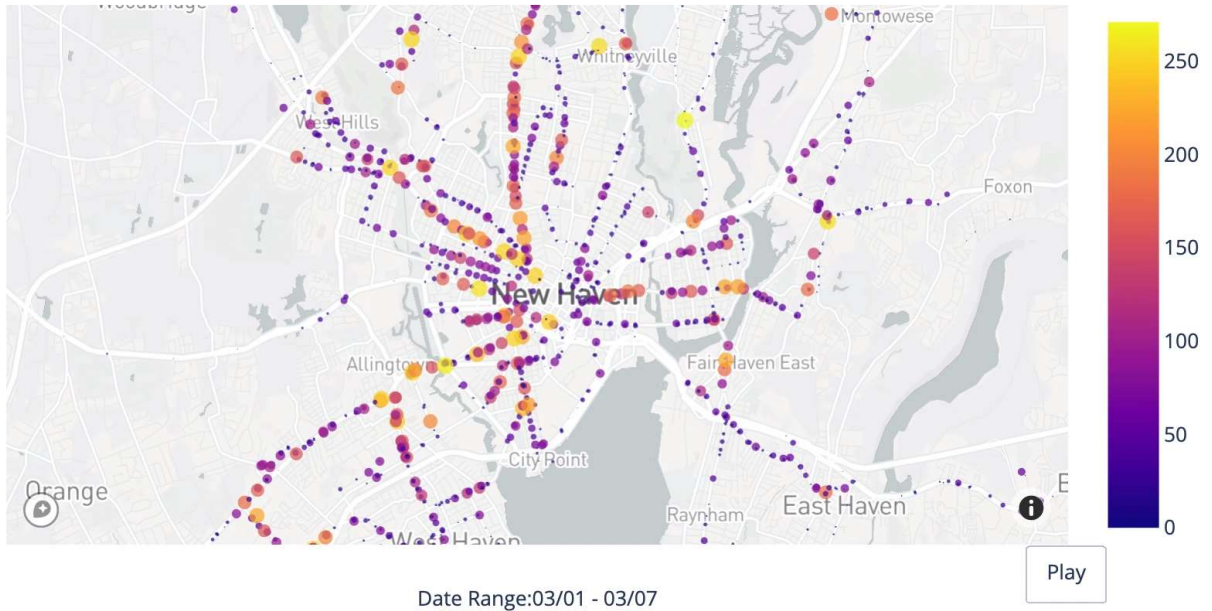 Woodbridge
Montowese
Whitneyville
250
West Hills
200
Foxon
150
New Haven
100
Allingtown
Fair Haven East
50
City Point
Orange
East Haven
E
Raynham
0
West Haven
Play
Date Range:03/01 - 03/07